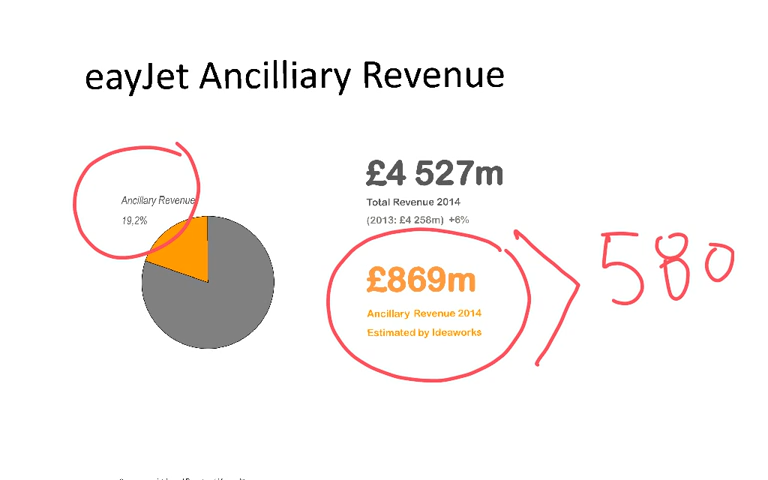 eayJet Ancilliary Revenue
Ancillary Revenue
19,2%
£4 527m
Total Revenue 2014
(2013: £4 256m) +6%
£869m
Ancillary Revenue 2014
Estimated by Ideaworks
> 580